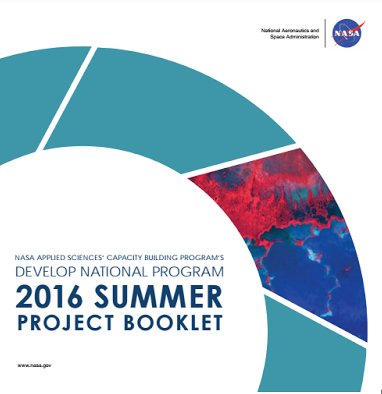 National Aeronautics and
Space Administration
NASA
NASA APPLIED SCIENCES' CAPACITY BUILDING PROGRAM'S
DEVELOP NATIONAL PROGRAM
2016 SUMMER
PROJECT BOOKLET
www.nasa.gov